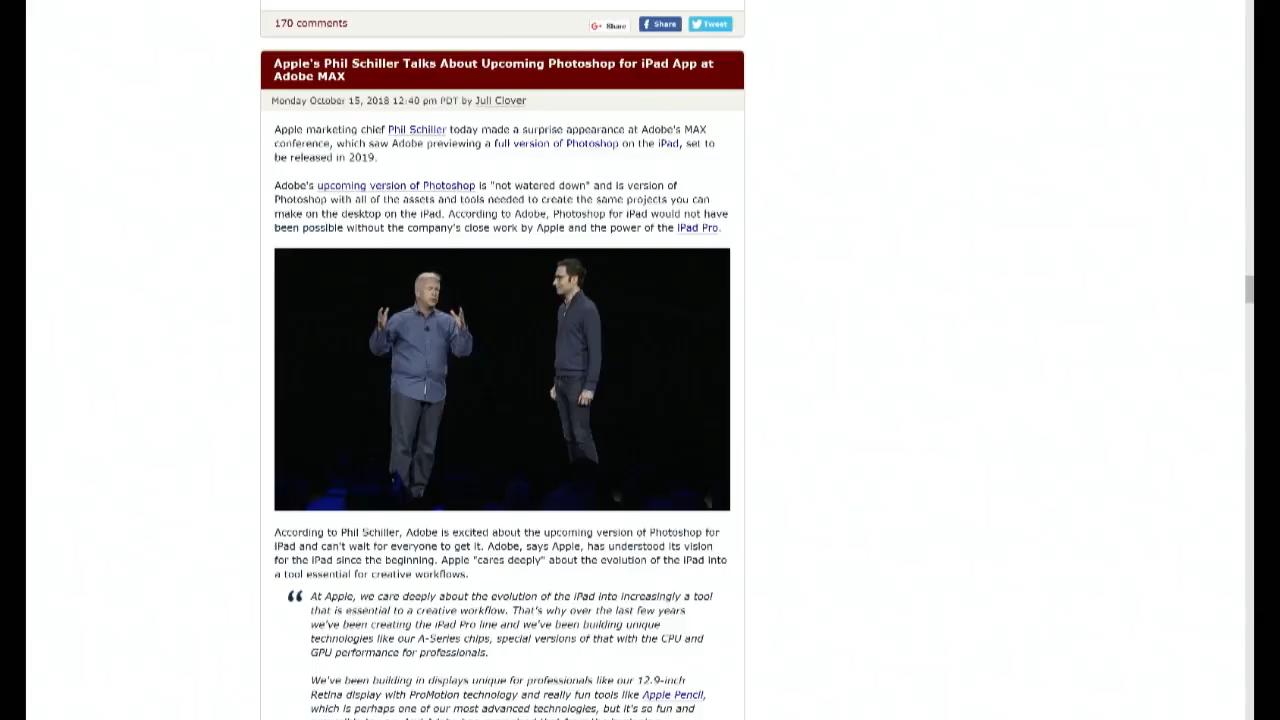 170 comments
G+ Share
f Share
Tweet
Apple's Phil Schiller Talks About Upcoming Photoshop for iPad App at
Adobe MAX
Monday October 15, 2018 12:40 pm PDT by Juli Clover
Apple marketing chief Phil Schiller today made a surprise appearance at Adobe's MAX
conference, which saw Adobe previewing a full version of Photoshop on the iPad, set to
be released in 2019.
Adobe's upcoming version of Photoshop is "not watered down" and is version of
Photoshop with all of the assets and tools needed to create the same projects you can
make on the desktop on the iPad. According to Adobe, Photoshop for iPad would not have
been possible without the company's close work by Apple and the power of the iPad Pro.
According to Phil Schiller, Adobe is excited about the upcoming version of Photoshop for
iPad and can't wait for everyone to get it. Adobe, says Apple, has understood its vision
for the iPad since the beginning. Apple "cares deeply" about the evolution of the iPad into
a tool essential for creative workflows.
At Apple, we care deeply about the evolution of the iPad into increasingly a tool
that is essential to a creative workflow. That's why over the last few years
we've been creating the iPad Pro line and we've been building unique
technologies like our A-Series chips, special versions of that with the CPU and
GPU performance for professionals.
We've been building in displays unique for professionals like our 12.9-inch
Retina display with ProMotion technology and really fun tools like Apple Pencil,
which is perhaps one of our most advanced technologies, but it's so fun and